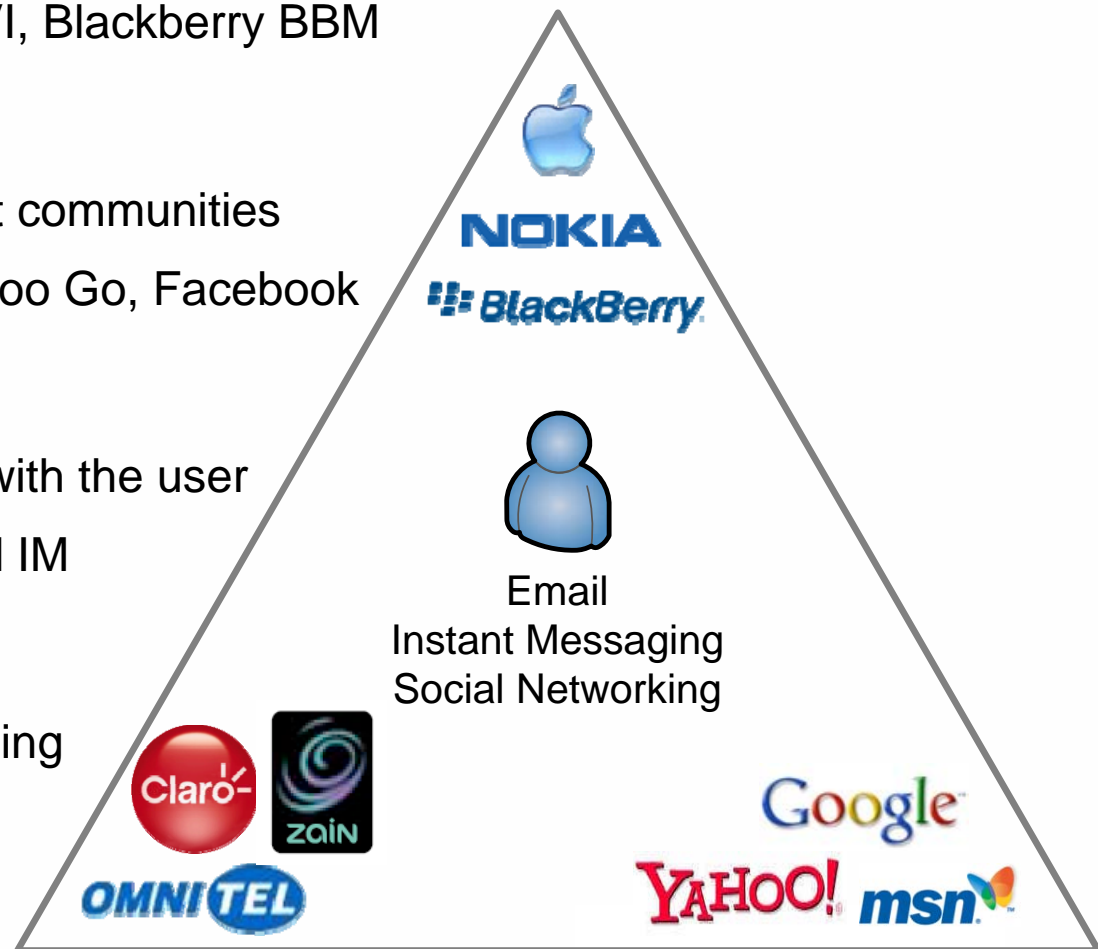 I, Blackberry BBM
communities
oo Go, Facebook
with the user
IM
ing
NOKIA
BlackBerry
Email
Instant Messaging
Social Networking
Claro
zain
OMNITEL
Google
YAHOO!
msn